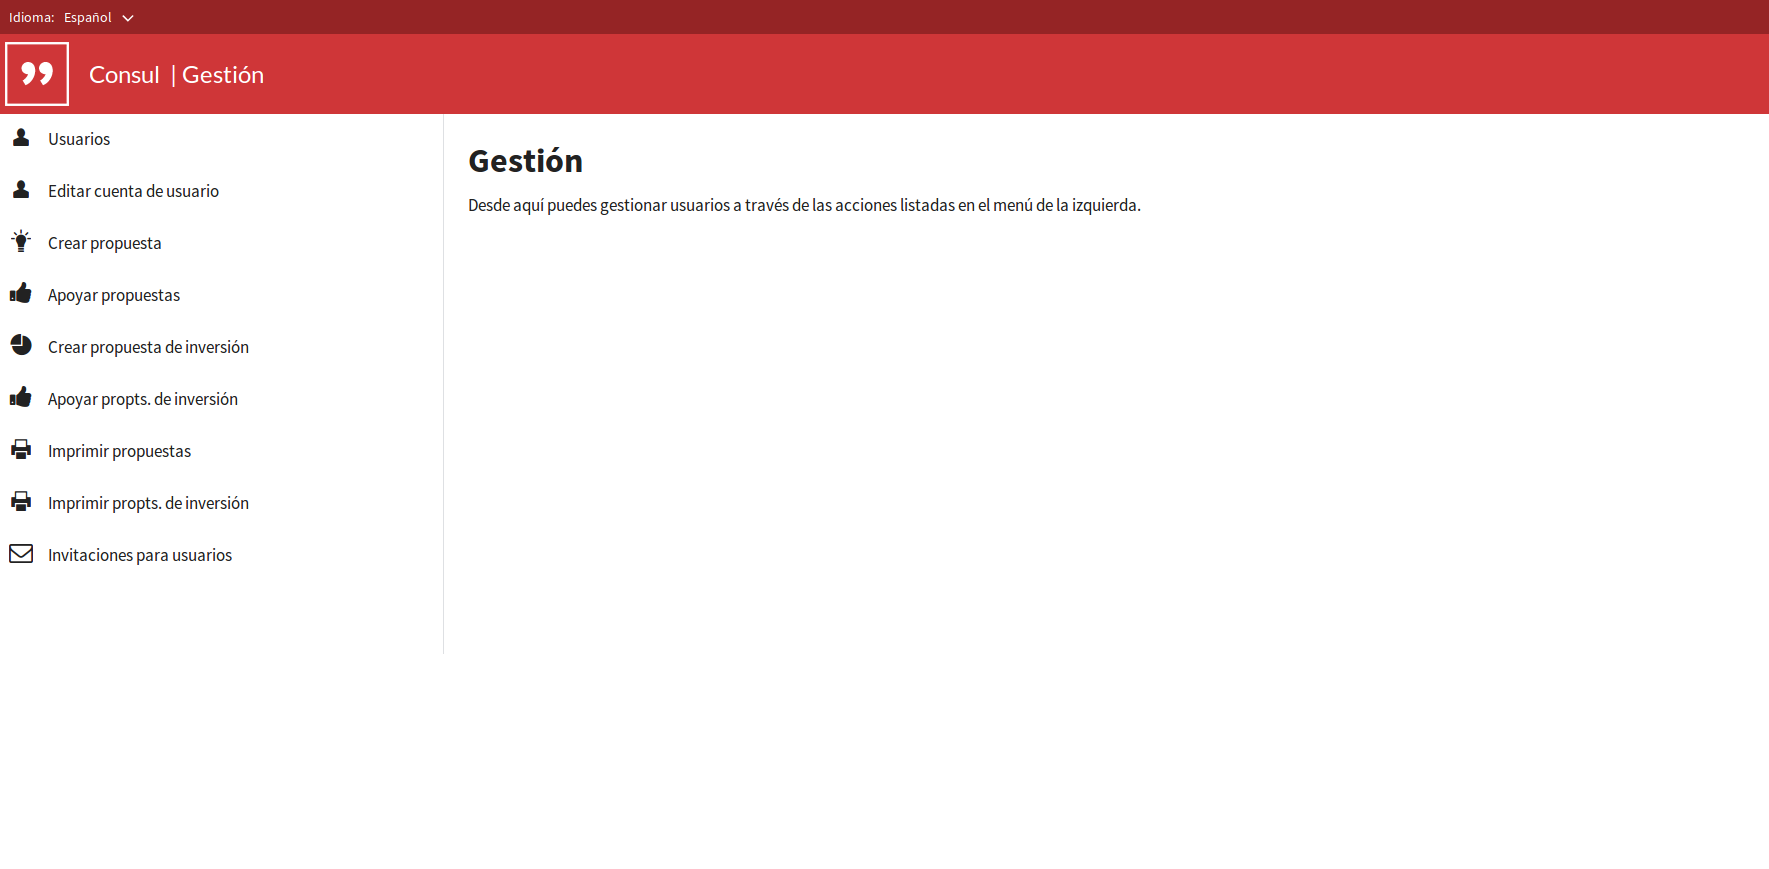 Idioma: Español
Consul | Gestión
Usuarios
Editar cuenta de usuario
Crear propuesta
Apoyar propuestas
Crear propuesta de inversión
Apoyar propts. de inversión
Imprimir propuestas
Imprimir propts. de inversión
Invitaciones para usuarios
Gestión
Desde aquí puedes gestionar usuarios a través de las acciones listadas en el menú de la izquierda.